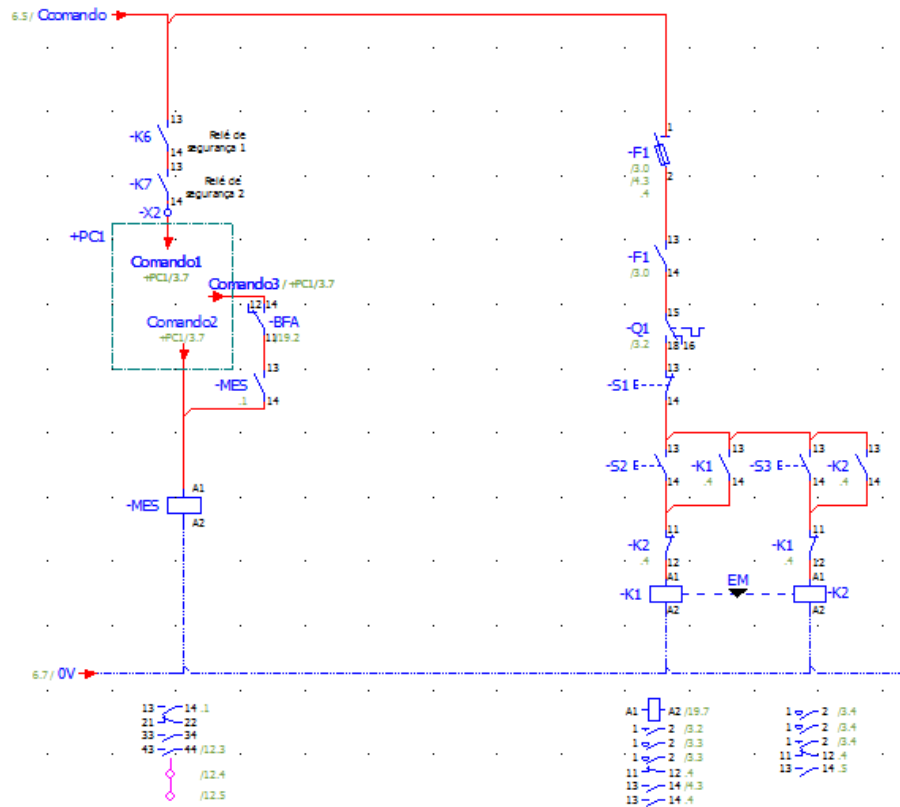 6.5/ Ccomando
13
-K6
Relé de
segurança 1
14
13
-K7
Relé de
segurança 2
14
-X2
+PC1
Comando1
+PC1/3.7
Comando3 / +PC1/3.7
12 14
-BFA
11 /19.2
Comando2
+PC1/3.7
13
-MES
.1
14
A1
-MES
A2
1
-F1
/3.0
/4.3
.4
2
13
-F1
/3.0
14
15
-Q1
/3.2
18 16
13
-S1 E
14
13 13 13 13
-S2 E -K1 -S3 E -K2
.4 .4
14 14 14 14
11 11
-K2 -K1
.4 .4
12 12
A1 EM A1
-K1 -K2
A2 A2
6.7/ 0V
13 14 .1
21 22
33 34
43 44 /12.3
/12.4
/12.5
A1 A2 /19.7
1 2 /3.2
1 2 /3.3
1 2 /3.3
11 12 .4
13 14 /4.3
13 14 .4
1 2 /3.4
1 2 /3.4
1 2 /3.4
11 12 .4
13 14 .5